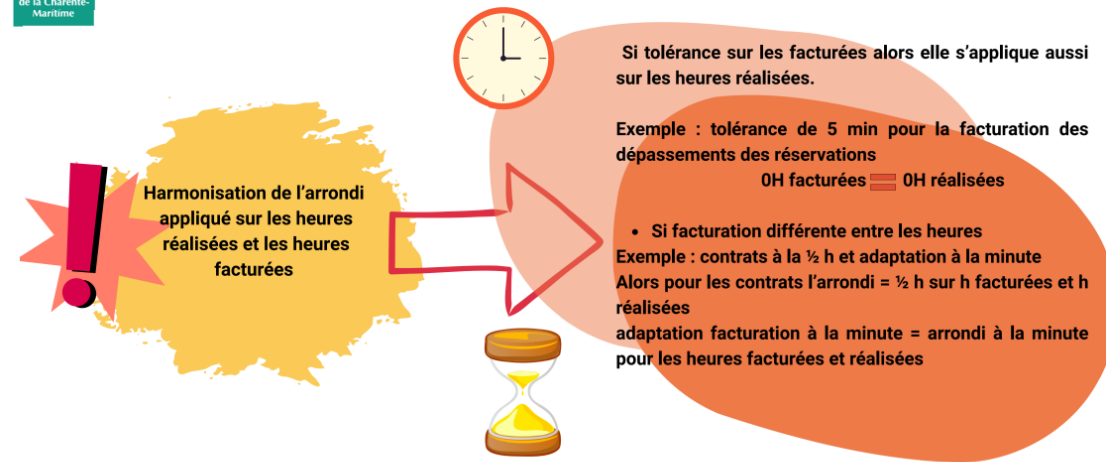 de la Charente-
Maritime
Harmonisation de l’arrondi
appliqué sur les heures
réalisées et les heures
facturées
Si tolérance sur les facturées alors elle s’applique aussi
sur les heures réalisées.
Exemple : tolérance de 5 min pour la facturation des
dépassements des réservations
0H facturées = 0H réalisées
• Si facturation différente entre les heures
Exemple : contrats à la ½ h et adaptation à la minute
Alors pour les contrats l’arrondi = ½ h sur h facturées et h
réalisées
adaptation facturation à la minute = arrondi à la minute
pour les heures facturées et réalisées